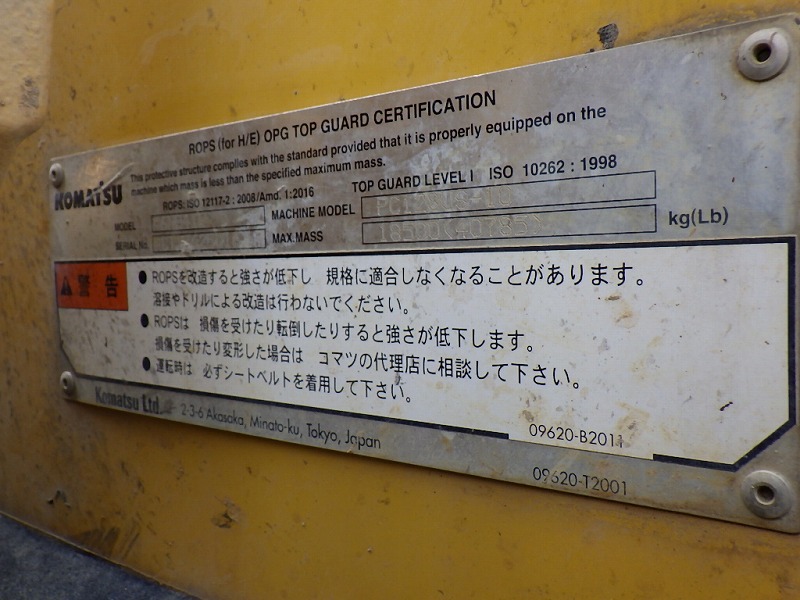 ROPS (for H/E) OPG TOP GUARD CERTIFICATION
This protective structure complies with the standard provided that it is properly equipped on the
machine which mass is less than the specified maximum mass.
KOMATSU
ROPS: ISO 12117-2 : 2008/Amd. 1:2016 TOP GUARD LEVEL I ISO 10262 : 1998
MODEL MACHINE MODEL
SERIAL No. MAX.MASS 18500(40785) kg(Lb)
警告
● ROPSを改造すると強さが低下し 規格に適合しなくなることがあります。
溶接やドリルによる改造は行わないでください。
● ROPSは 損傷を受けたり転倒したりすると強さが低下します。
損傷を受けたり変形した場合は コマツの代理店に相談して下さい。
● 運転時は 必ずシートベルトを着用して下さい。
09620-B2011
Komatsu Ltd. 2-3-6 Akasaka, Minato-ku, Tokyo, Japan
09620-T2001